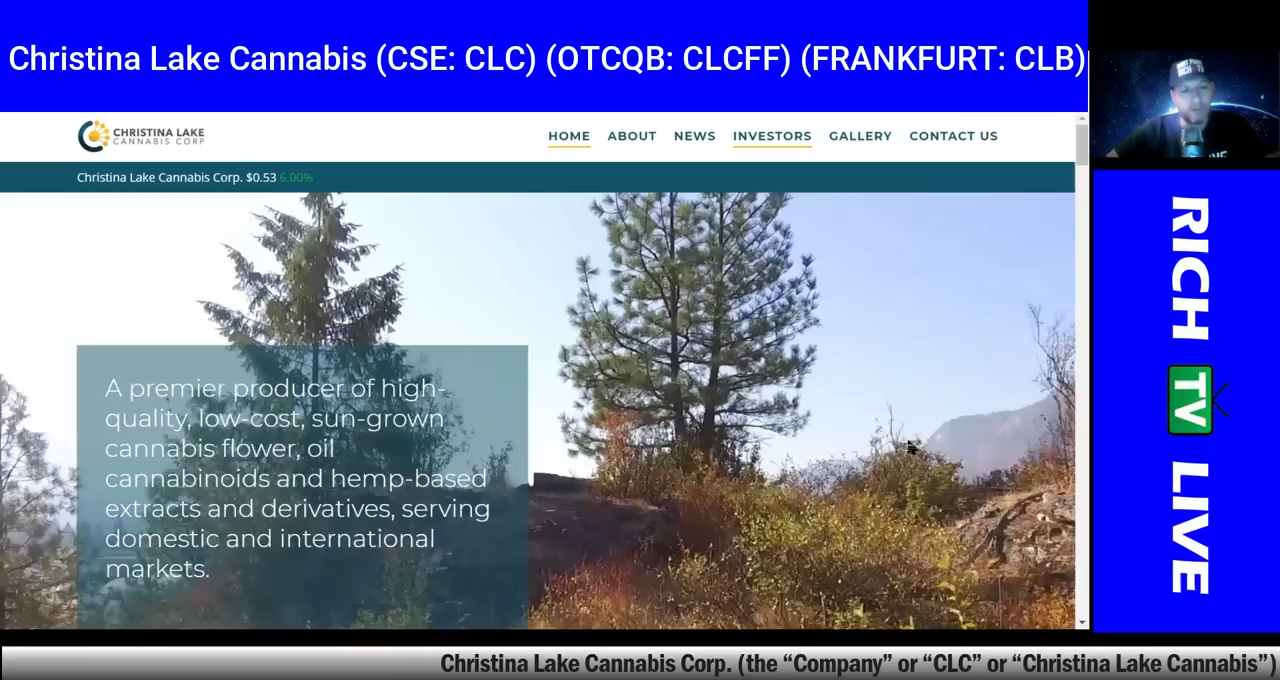 Christina Lake Cannabis (CSE: CLC) (OTCQB: CLCFF) (FRANKFURT: CLB)
CHRISTINA LAKE
CANNABIS CORP
HOME ABOUT NEWS INVESTORS GALLERY CONTACT US
Christina Lake Cannabis Corp. $0.53 6.00%
A premier producer of high-
quality, low-cost, sun-grown
cannabis flower, oil
cannabinoids and hemp-based
extracts and derivatives, serving
domestic and international
markets.
RICH TV LIVE
Christina Lake Cannabis Corp. (the “Company” or “CLC” or “Christina Lake Cannabis”)